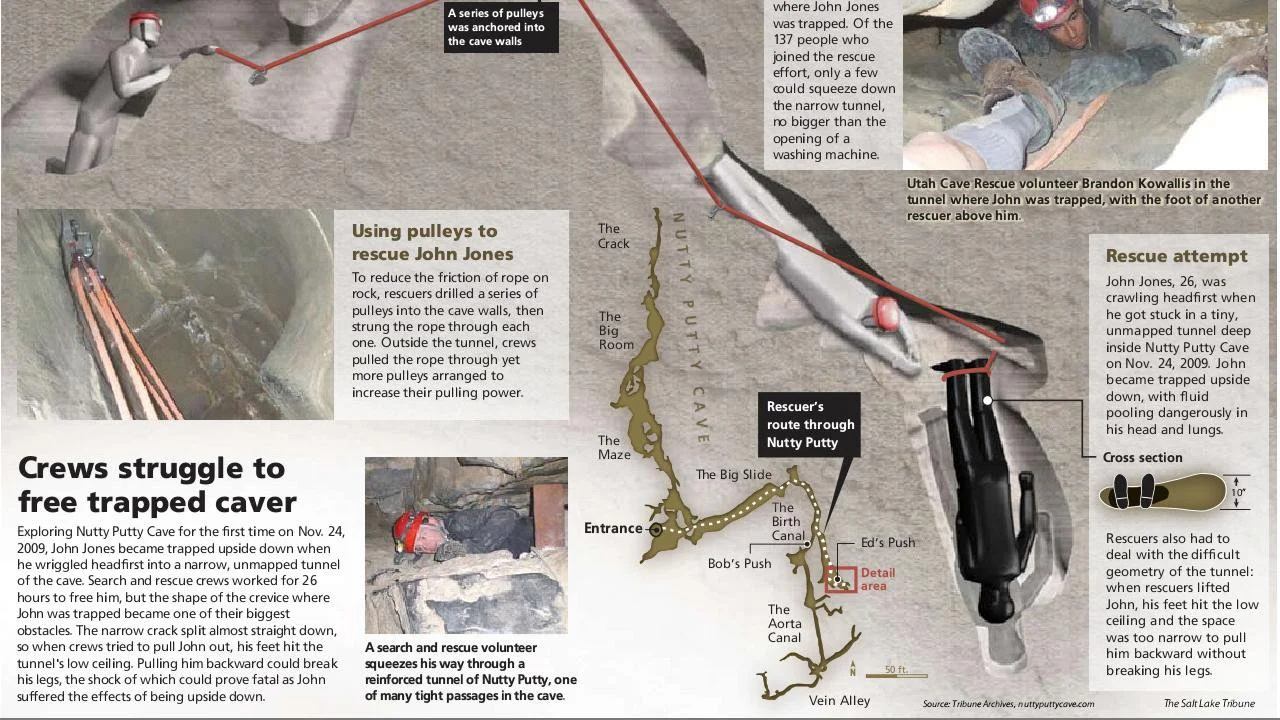 A series of pulleys
was anchored into
the cave walls
where John Jones
was trapped. Of the
137 people who
joined the rescue
effort, only a few
could squeeze down
the narrow tunnel,
no bigger than the
opening of a
washing machine.
Utah Cave Rescue volunteer Brandon Kowallis in the
tunnel where John was trapped, with the foot of another
rescuer above him.
Using pulleys to
rescue John Jones
To reduce the friction of rope on
rock, rescuers drilled a series of
pulleys into the cave walls, then
strung the rope through each
one. Outside the tunnel, crews
pulled the rope through yet
more pulleys arranged to
increase their pulling power.
Crews struggle to
free trapped caver
Exploring Nutty Putty Cave for the first time on Nov. 24,
2009, John Jones became trapped upside down when
he wriggled headfirst into a narrow, unmapped tunnel
of the cave. Search and rescue crews worked for 26
hours to free him, but the shape of the crevice where
John was trapped became one of their biggest
obstacles. The narrow crack split almost straight down,
so when crews tried to pull John out, his feet hit the
tunnel's low ceiling. Pulling him backward could break
his legs, the shock of which could prove fatal as John
suffered the effects of being upside down.
A search and rescue volunteer
squeezes his way through a
reinforced tunnel of Nutty Putty, one
of many tight passages in the cave.
NUTTY PUTTY CAVE
The
Crack
The
Big
Room
The
Maze
The Big Slide
Entrance
The
Birth
Canal
Bob's Push
Ed's Push
Detail
area
The
Aorta
Canal
Vein Alley
N
50 ft.
Rescuer's
route through
Nutty Putty
Rescue attempt
John Jones, 26, was
crawling headfirst when
he got stuck in a tiny,
unmapped tunnel deep
inside Nutty Putty Cave
on Nov. 24, 2009. John
became trapped upside
down, with fluid
pooling dangerously in
his head and lungs.
Cross section
10"
Rescuers also had to
deal with the difficult
geometry of the tunnel:
when rescuers lifted
John, his feet hit the low
ceiling and the space
was too narrow to pull
him backward without
breaking his legs.
Source: Tribune Archives, nuttyputtycave.com
The Salt Lake Tribune